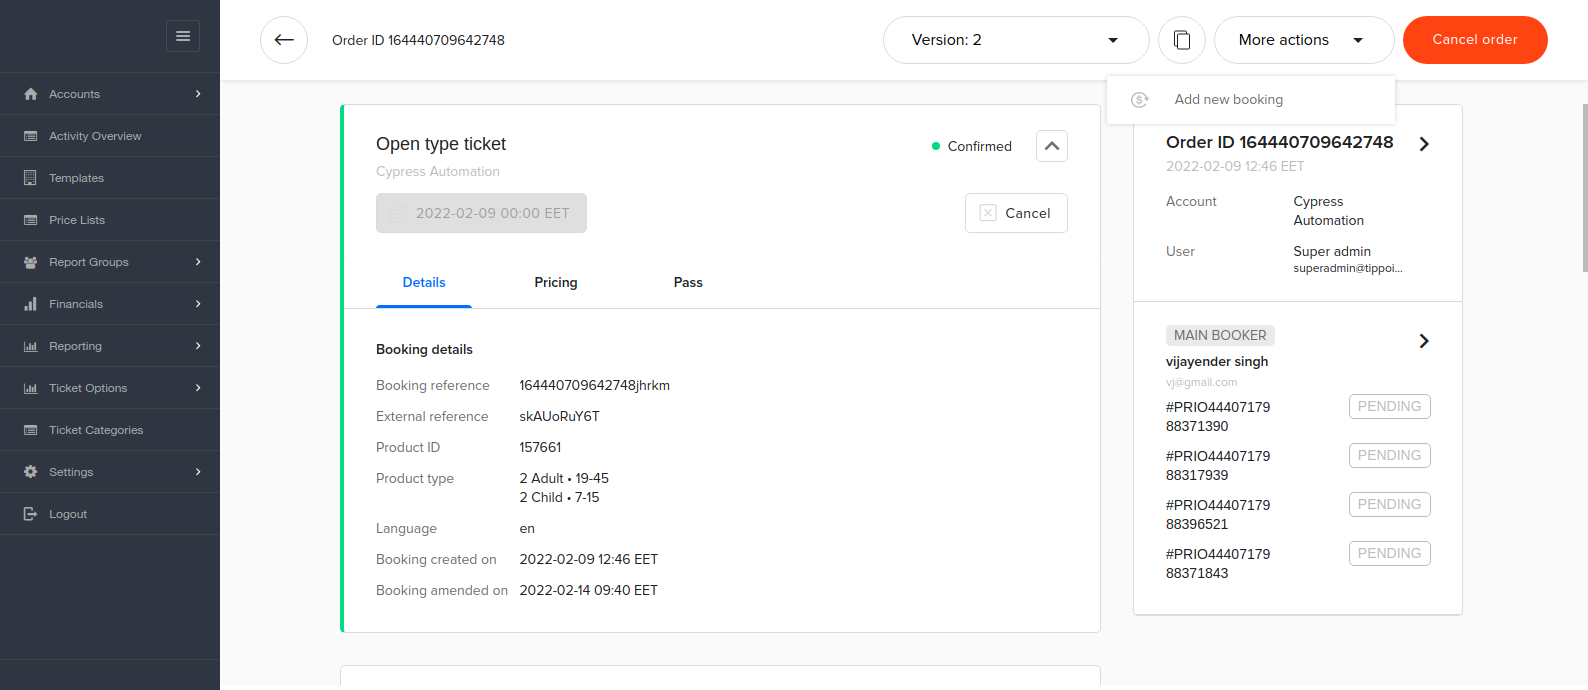 Order ID 164440709642748
Version: 2
More actions
Cancel order
Add new booking
Accounts
Activity Overview
Templates
Price Lists
Report Groups
Financials
Reporting
Ticket Options
Ticket Categories
Settings
Logout
Open type ticket
Confirmed
Cypress Automation
2022-02-09 00:00 EET
Cancel
Details
Pricing
Pass
Booking details
Booking reference 164440709642748jhrkm
External reference skAUoRuY6T
Product ID 157661
Product type 2 Adult • 19-45
2 Child • 7-15
Language en
Booking created on 2022-02-09 12:46 EET
Booking amended on 2022-02-14 09:40 EET
Order ID 164440709642748
2022-02-09 12:46 EET
Account Cypress
Automation
User Super admin
superadmin@tippoi...
MAIN BOOKER
vijayender singh
vj@gmail.com
#PRIO44407179 PENDING
88371390
#PRIO44407179 PENDING
88317939
#PRIO44407179 PENDING
88396521
#PRIO44407179 PENDING
88371843